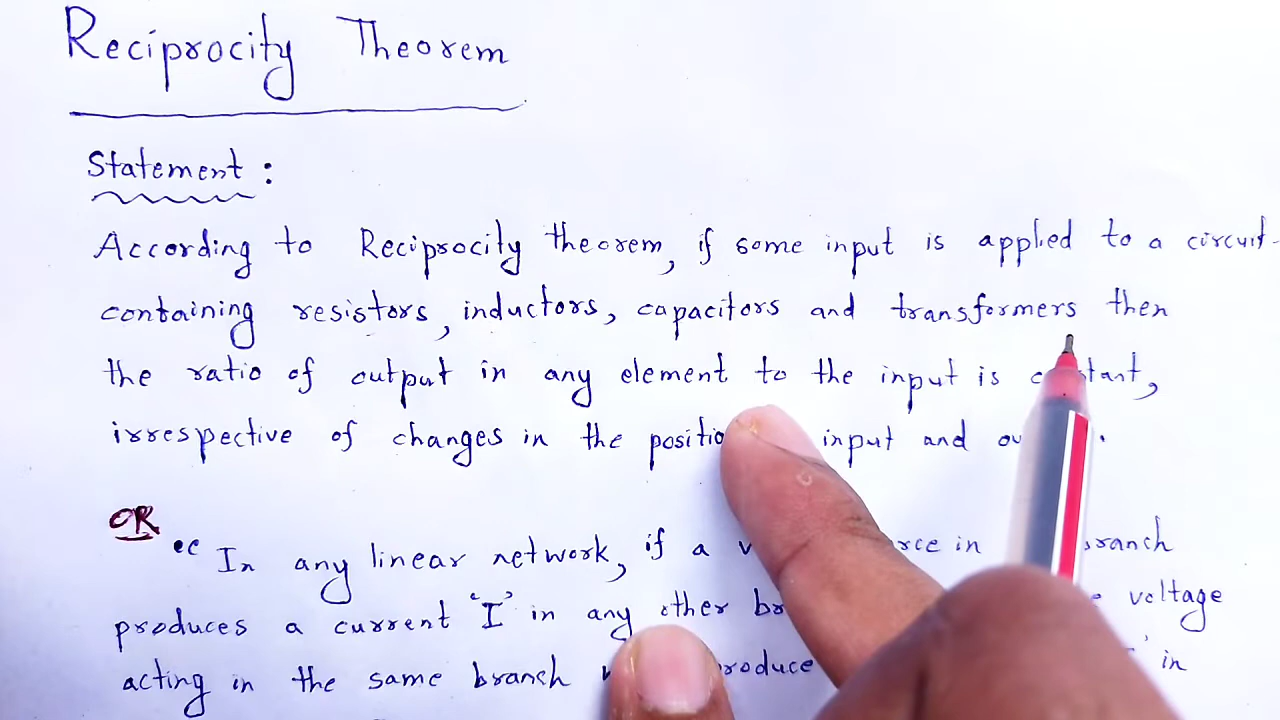 Reciprocity Theorem
Statement :
According to Reciprocity theorem, if some input is applied to a circuit-
containing resistors, inductors, capacitors and transformers then
the ratio of output in any element to the input is constant,
irrespective of changes in the input and .
OR
“ In any linear network, if a in
produces a current ‘I’ in any other voltage
acting in the same branch in